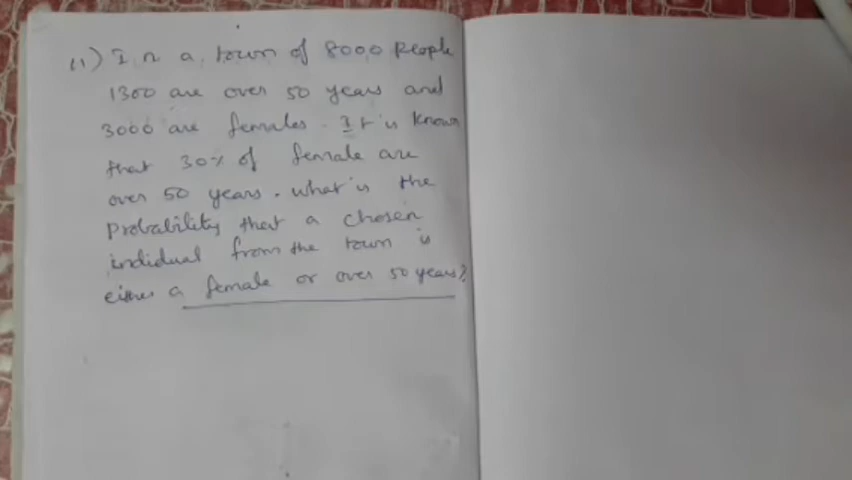 11) In a town of 8000 People
1300 are over 50 years and
3000 are females. It is known
that 30% of female are
over 50 years. what is the
Probability that a chosen
indidual from the town is
either a female or over 50 years?